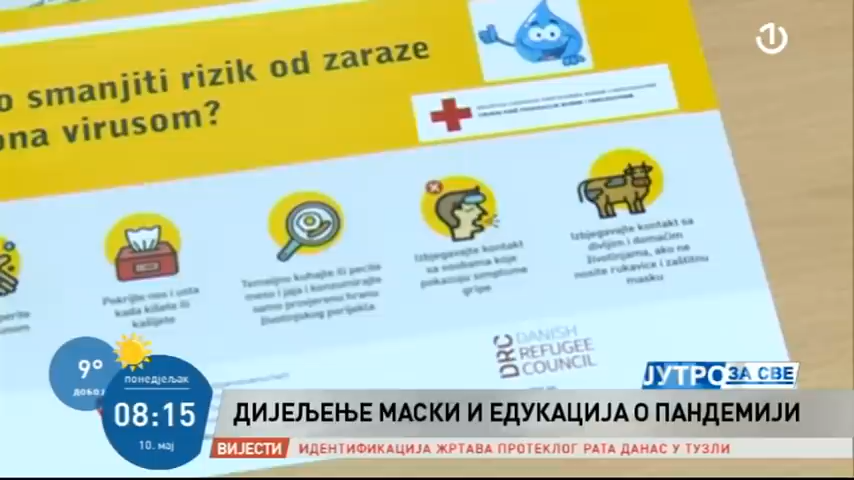 o smanjiti rizik od zaraze
ona virusom?
Pokrijte nos i usta
kada kišete ili
kašljete
Temeljno kuhajte ili pecite
meso i jaja i konzumirajte
samo provjerenu hranu
životinjskog porijekla
Izbjegavajte kontakt
sa osobama koje
pokazuju simptome
gripe
Izbjegavajte kontakt sa
divljim i domaćim
životinjama, ako ne
nosite rukavice i zaštitnu
masku
DRC DANISH
REFUGEE
COUNCIL
9°
ДОБОЈ
понедјељак
08:15
10. мај
ЈУТРО ЗА СВЕ
ДИЈЕЉЕЊЕ МАСКИ И ЕДУКАЦИЈА О ПАНДЕМИЈИ
ВИЈЕСТИ
ИДЕНТИФИКАЦИЈА ЖРТАВА ПРОТЕКЛОГ РАТА ДАНАС У ТУЗЛИ